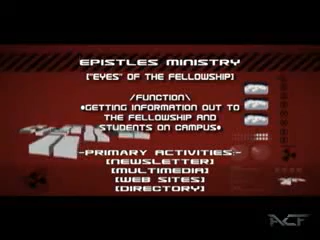 EPISTLES MINISTRY
["EYES" OF THE FELLOWSHIP]
/FUNCTION\
•GETTING INFORMATION OUT TO
THE FELLOWSHIP AND
STUDENTS ON CAMPUS•
-PRIMARY ACTIVITIES:-
[NEWSLETTER]
[MULTIMEDIA]
[WEB SITES]
[DIRECTORY]
ACF